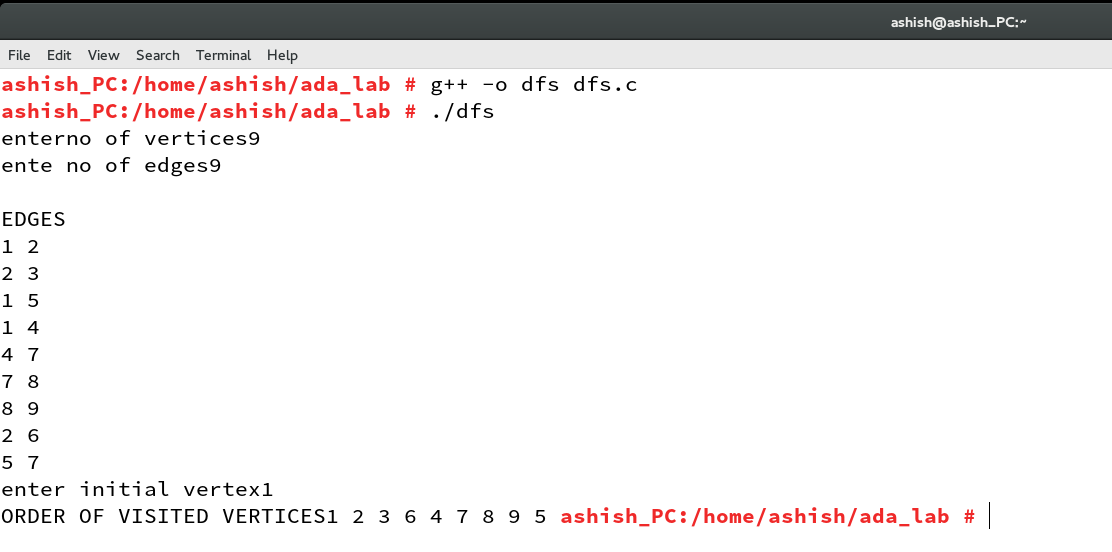 ashish@ashish_PC:~
File Edit View Search Terminal Help
ashish_PC:/home/ashish/ada_lab # g++ -o dfs dfs.c
ashish_PC:/home/ashish/ada_lab # ./dfs
enterno of vertices9
ente no of edges9

EDGES
1 2
2 3
1 5
1 4
4 7
7 8
8 9
2 6
5 7
enter initial vertex1
ORDER OF VISITED VERTICES1 2 3 6 4 7 8 9 5 ashish_PC:/home/ashish/ada_lab #